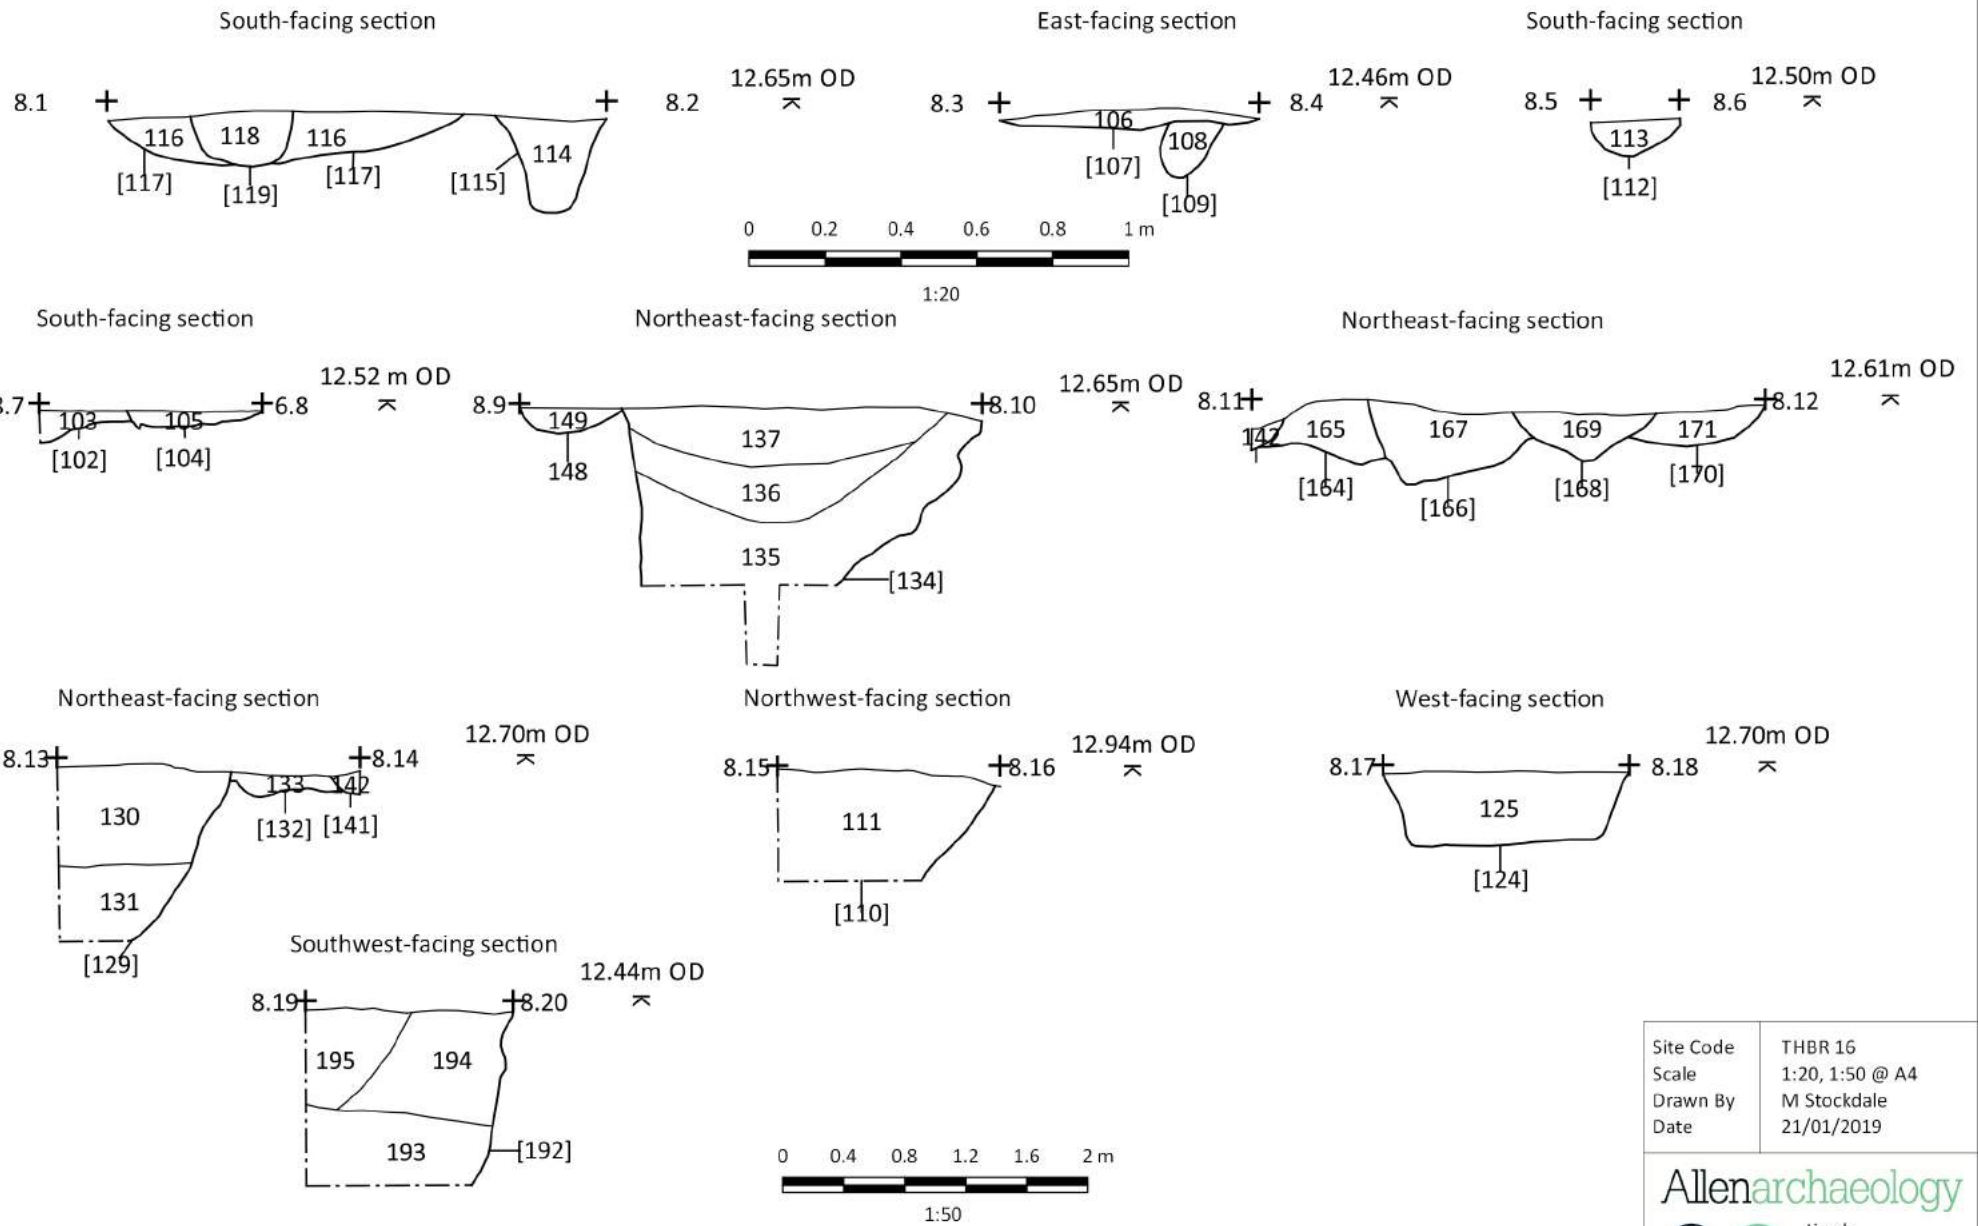 South-facing section
East-facing section
South-facing section
12.65m OD
12.46m OD
12.50m OD
8.1
8.2
8.3
8.4
8.5
8.6
116
118
116
114
106
108
113
[117]
[119]
[117]
[115]
[107]
[109]
[112]
0 0.2 0.4 0.6 0.8 1 m
1:20
South-facing section
Northeast-facing section
Northeast-facing section
12.52 m OD
12.65m OD
12.61m OD
8.7
6.8
8.9
8.10
8.11
8.12
103
105
149
137
142
165
167
169
171
[102]
[104]
148
136
[164]
[166]
[168]
[170]
135
[134]
Northeast-facing section
Northwest-facing section
West-facing section
12.70m OD
12.94m OD
12.70m OD
8.13
8.14
8.15
8.16
8.17
8.18
133
142
130
111
125
[132]
[141]
131
[110]
[124]
[129]
Southwest-facing section
12.44m OD
8.19
8.20
195
194
193
[192]
0 0.4 0.8 1.2 1.6 2 m
1:50
Site Code THBR 16
Scale 1:20, 1:50 @ A4
Drawn By M Stockdale
Date 21/01/2019
Allenarchaeology